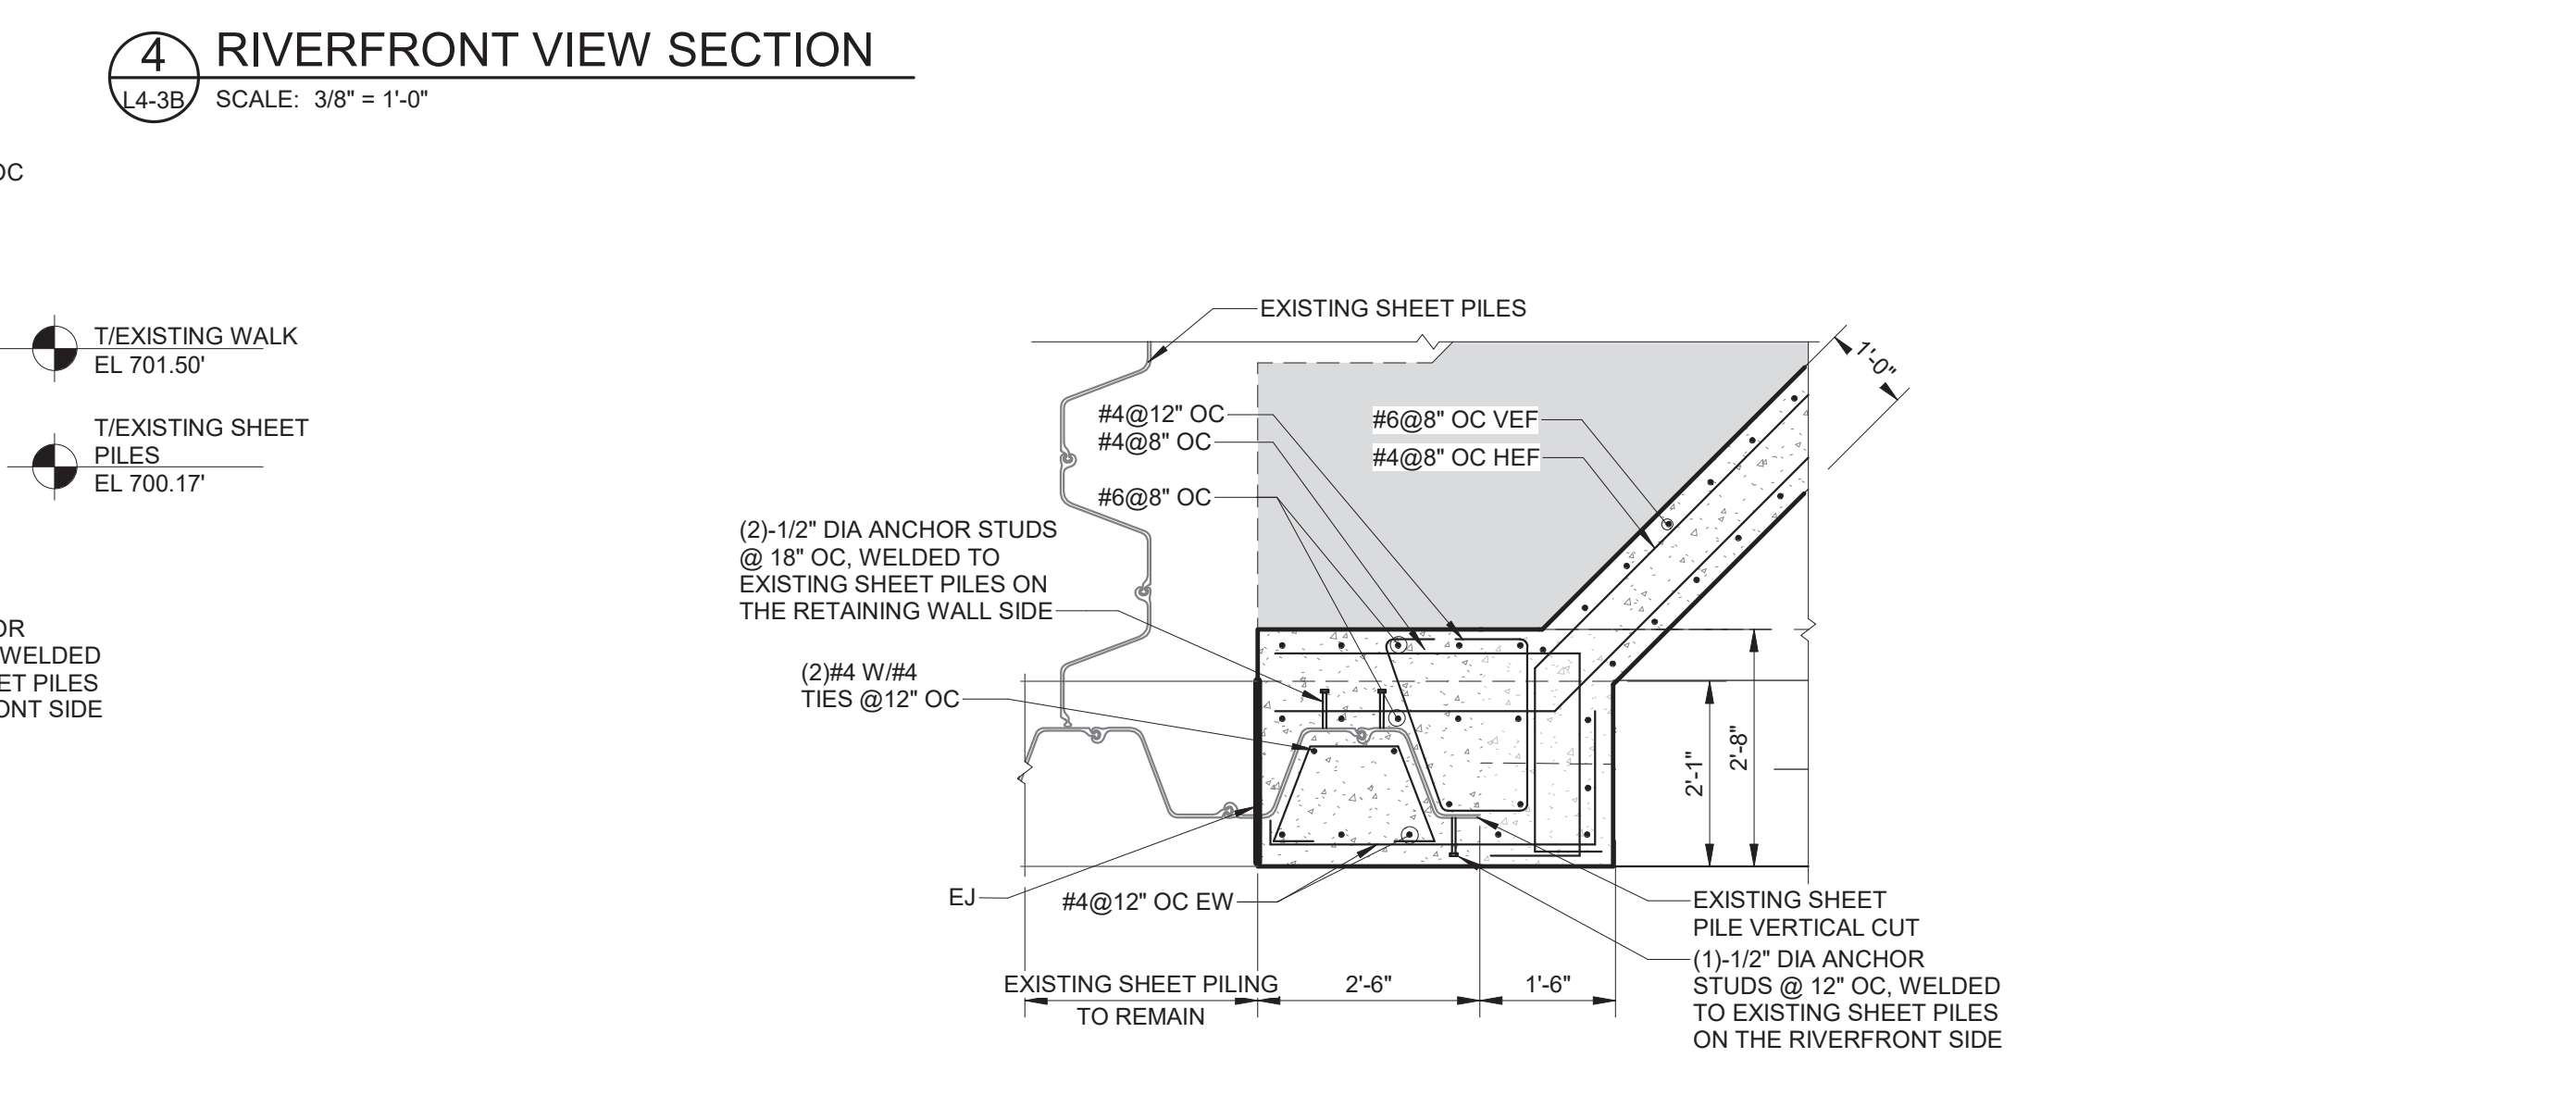 4
RIVERFRONT VIEW SECTION
L4-3B
SCALE: 3/8" = 1'-0"
OC
EXISTING SHEET PILES
T/EXISTING WALK
EL 701.50'
1'-0"
#4@12" OC
#4@8" OC
#6@8" OC VEF
#4@8" OC HEF
T/EXISTING SHEET
PILES
EL 700.17'
#6@8" OC
(2)-1/2" DIA ANCHOR STUDS
@ 18" OC, WELDED TO
EXISTING SHEET PILES ON
THE RETAINING WALL SIDE
OR
WELDED
ET PILES
ONT SIDE
(2)#4 W/#4
TIES @12" OC
2'-1"
2'-8"
EJ
#4@12" OC EW
EXISTING SHEET
PILE VERTICAL CUT
(1)-1/2" DIA ANCHOR
STUDS @ 12" OC, WELDED
TO EXISTING SHEET PILES
ON THE RIVERFRONT SIDE
EXISTING SHEET PILING
TO REMAIN
2'-6"
1'-6"